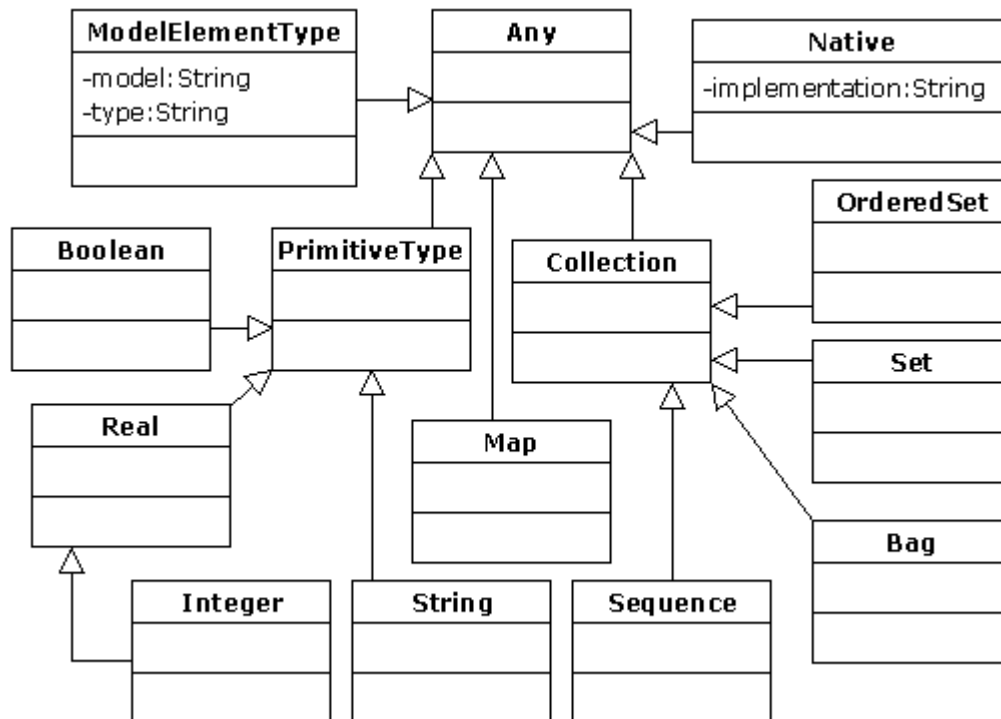 ModelElementType
-model:String
-type:String
Any
Native
-implementation:String
OrderedSet
Boolean
PrimitiveType
Collection
Set
Real
Map
Bag
Integer
String
Sequence